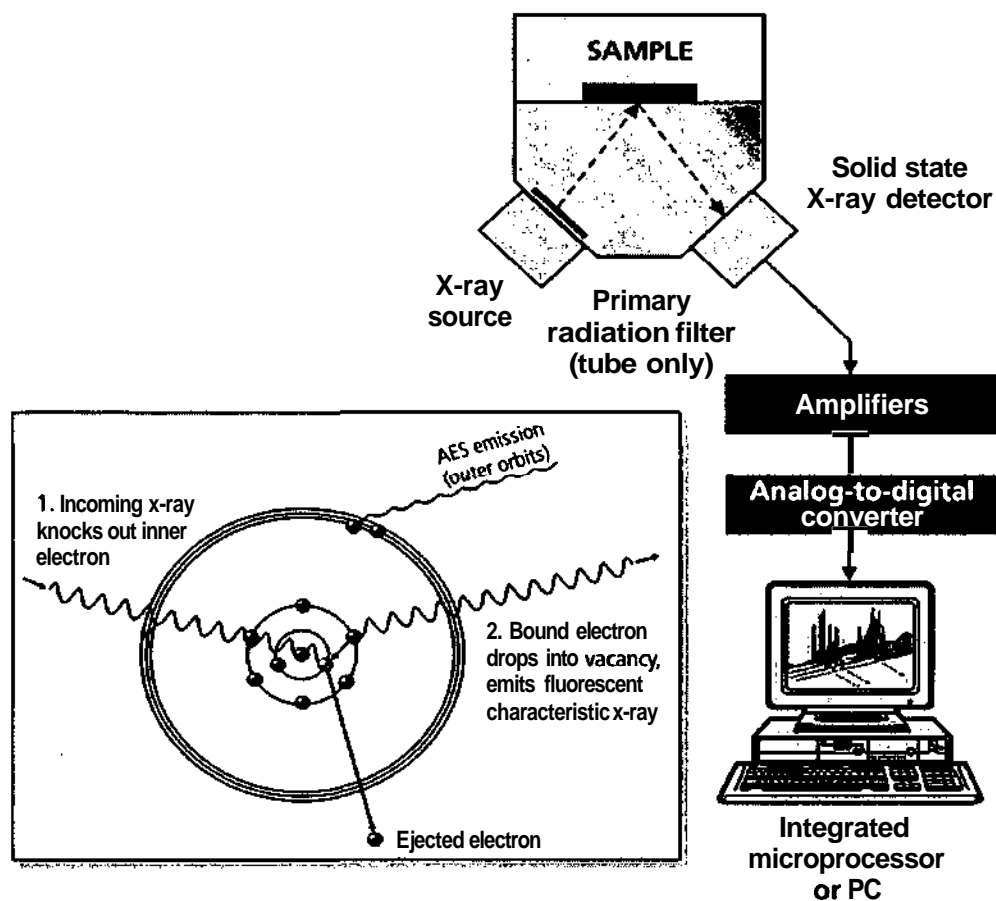 SAMPLE
Solid state
X-ray detector
X-ray
source
Primary
radiation filter
(tube only)
Amplifiers
Analog-to-digital
converter
Integrated
microprocessor
or PC
AES emission
(outer orbits)
1. Incoming x-ray
knocks out inner
electron
2. Bound electron
drops into vacancy,
emits fluorescent
characteristic x-ray
Ejected electron